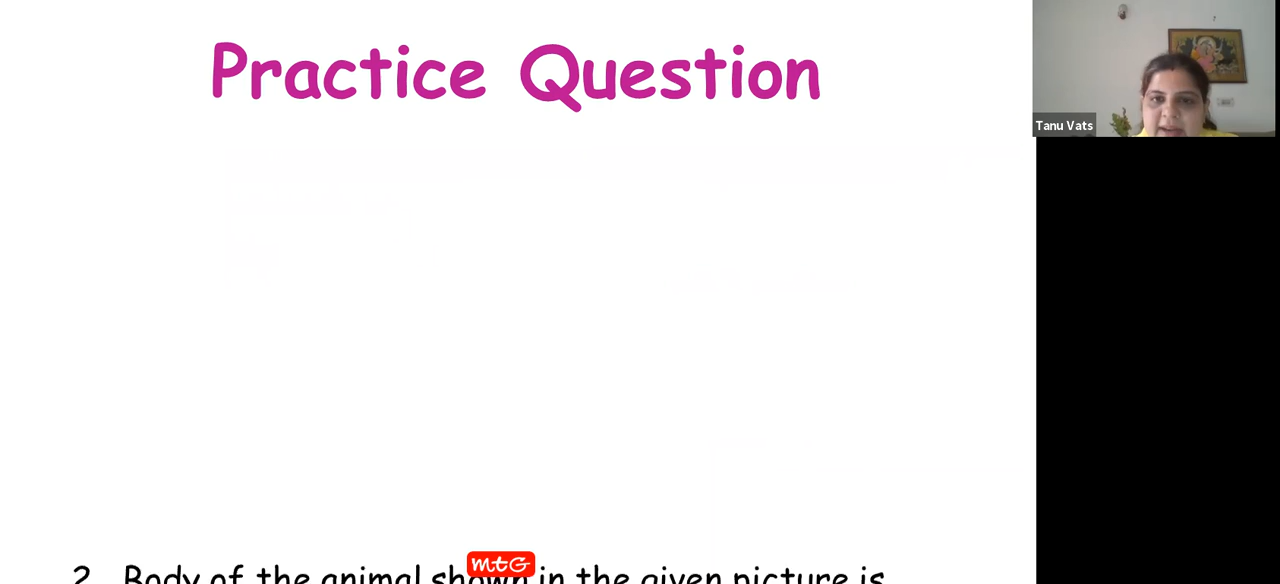 Practice Question
Tanu Vats
2. Body of the animal shown in the given picture is
mtG